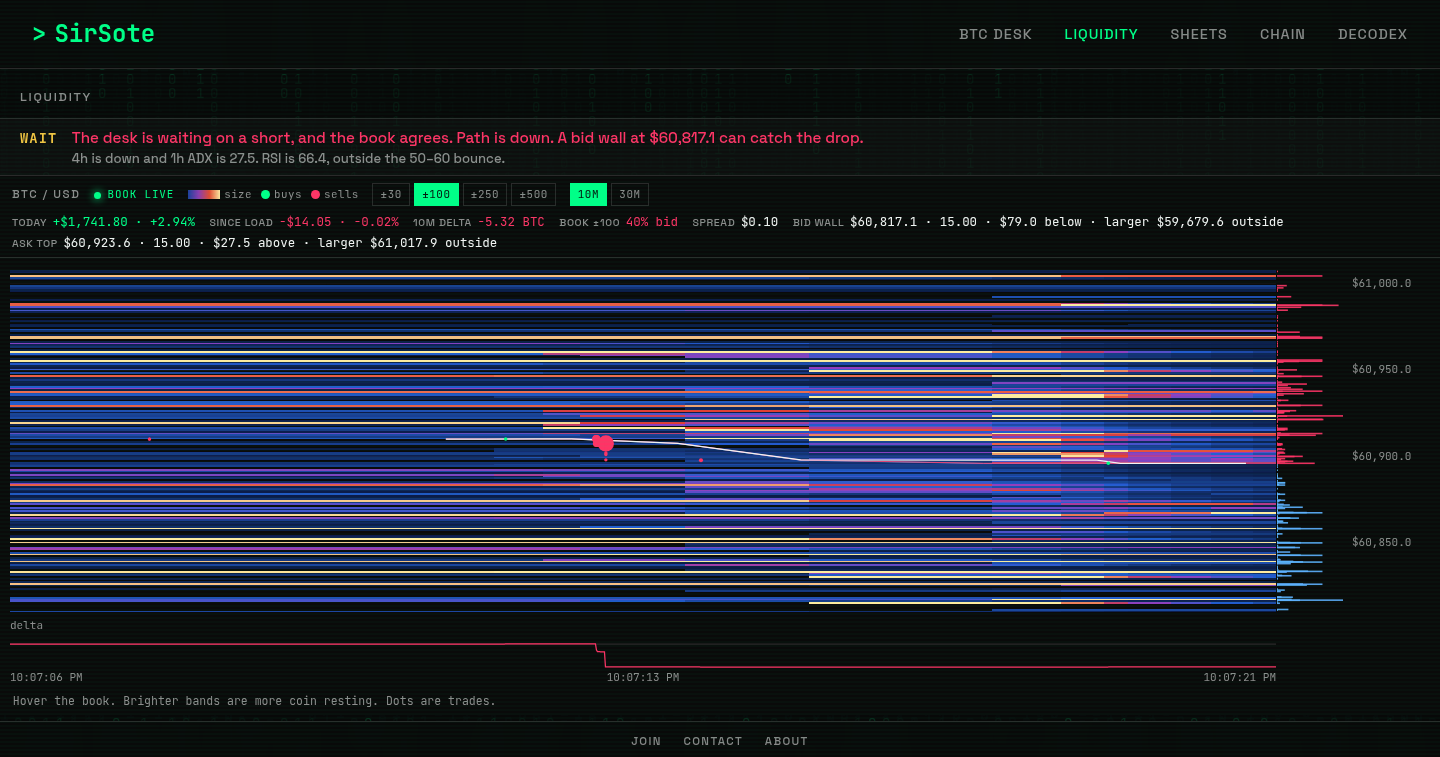 > SirSote
BTC DESK LIQUIDITY SHEETS CHAIN DECODEX
LIQUIDITY
WAIT The desk is waiting on a short, and the book agrees. Path is down. A bid wall at $60,817.1 can catch the drop.
4h is down and 1h ADX is 27.5. RSI is 66.4, outside the 50–60 bounce.
BTC / USD BOOK LIVE size buys sells ±30 ±100 ±250 ±500 10M 30M
TODAY +$1,741.80 · +2.94% SINCE LOAD -$14.05 · -0.02% 10M DELTA -5.32 BTC BOOK ±100 40% bid SPREAD $0.10 BID WALL $60,817.1 · 15.00 · $79.0 below · larger $59,679.6 outside
ASK TOP $60,923.6 · 15.00 · $27.5 above · larger $61,017.9 outside
$61,000.0
$60,950.0
$60,900.0
$60,850.0
delta
10:07:06 PM 10:07:13 PM 10:07:21 PM
Hover the book. Brighter bands are more coin resting. Dots are trades.
JOIN CONTACT ABOUT